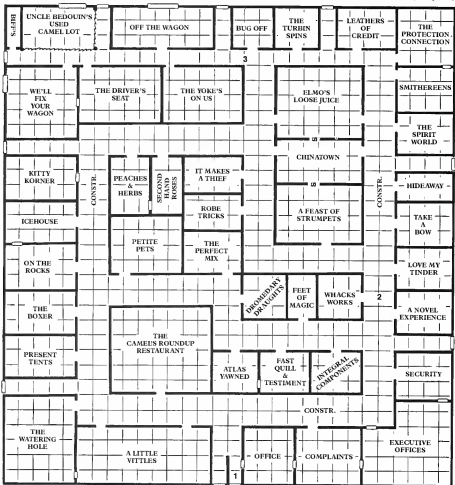 BIPP'S
UNCLE BEDOUIN'S
USED
CAMEL LOT
OFF THE WAGON
BUG OFF
THE
TURBIN
SPINS
LEATHERS
OF
CREDIT
THE
PROTECTION
CONNECTION
3
WE'LL
FIX
YOUR
WAGON
THE DRIVER'S
SEAT
THE YOKE'S
ON US
ELMO'S
LOOSE JUICE
SMITHEREENS
THE
SPIRIT
WORLD
S
CHINATOWN
S
KITTY
KORNER
CONSTR.
PEACHES
&
HERBS
SECOND
HAND
ROSES
IT MAKES
A THIEF
CONSTR.
HIDEAWAY
ICEHOUSE
ROBE
TRICKS
A FEAST OF
STRUMPETS
TAKE
A
BOW
PETITE
PETS
THE
PERFECT
MIX
ON THE
ROCKS
LOVE MY
TINDER
DROMEDARY
DRAUGHTS
FEET
OF
MAGIC
WHACKS
WORKS
2
THE
BOXER
A NOVEL
EXPERIENCE
THE
CAMEL'S ROUNDUP
RESTAURANT
PRESENT
TENTS
ATLAS
YAWNED
FAST
QUILL
&
TESTIMENT
INTEGRAL
COMPONENTS
SECURITY
CONSTR.
THE
WATERING
HOLE
A LITTLE
VITTLES
1
OFFICE
COMPLAINTS
EXECUTIVE
OFFICES